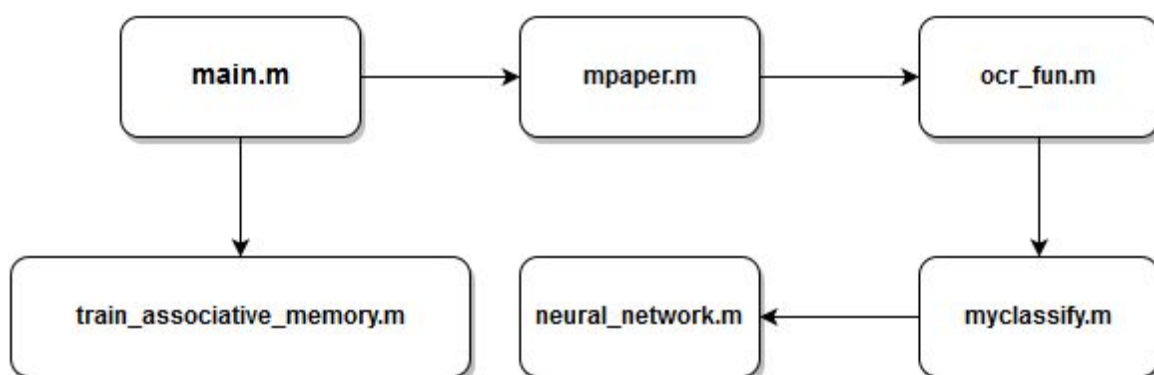 main.m
mpaper.m
ocr_fun.m
train_associative_memory.m
neural_network.m
myclassify.m